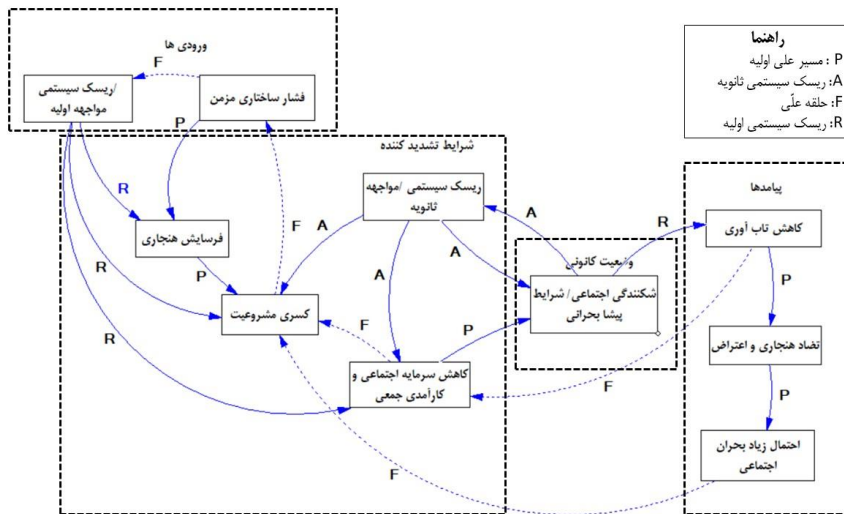 راهنما
P : مسیر علی اولیه
A: ریسک سیستمی ثانویه
F: حلقه علّی
R: ریسک سیستمی اولیه
ورودی ها
ریسک سیستمی/
مواجهه اولیه
فشار ساختاری مزمن
F
P
شرایط تشدید کننده
ریسک سیستمی /مواجهه
ثانویه
R
فرسایش هنجاری
R
P
F
A
A
A
A
کسری مشروعیت
R
F
P
کاهش سرمایه اجتماعی و
کارآمدی جمعی
وضعیت کانونی
شکنندگی اجتماعی/ شرایط
پیشا بحرانی
R
پیامدها
کاهش تاب آوری
P
تضاد هنجاری و اعتراض
P
احتمال زیاد بحران
اجتماعی
F
F